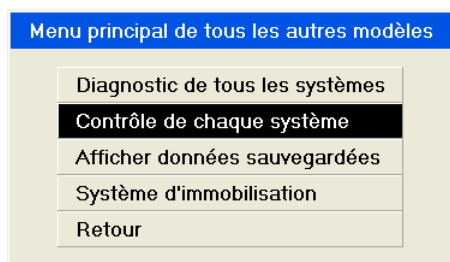 Menu principal de tous les autres modèles
Diagnostic de tous les systèmes
Contrôle de chaque système
Afficher données sauvegardées
Système d'immobilisation
Retour